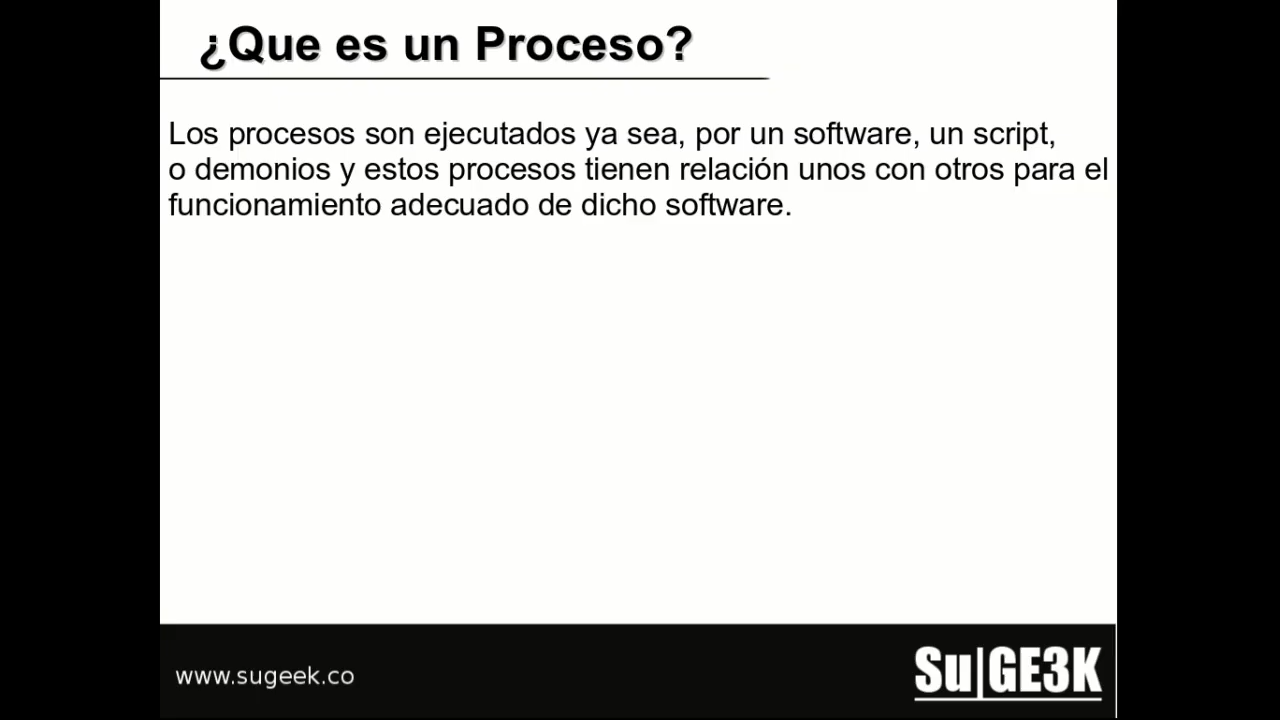 ¿Que es un Proceso?
Los procesos son ejecutados ya sea, por un software, un script,
o demonios y estos procesos tienen relación unos con otros para el
funcionamiento adecuado de dicho software.
www.sugeek.co
Su|GE3K